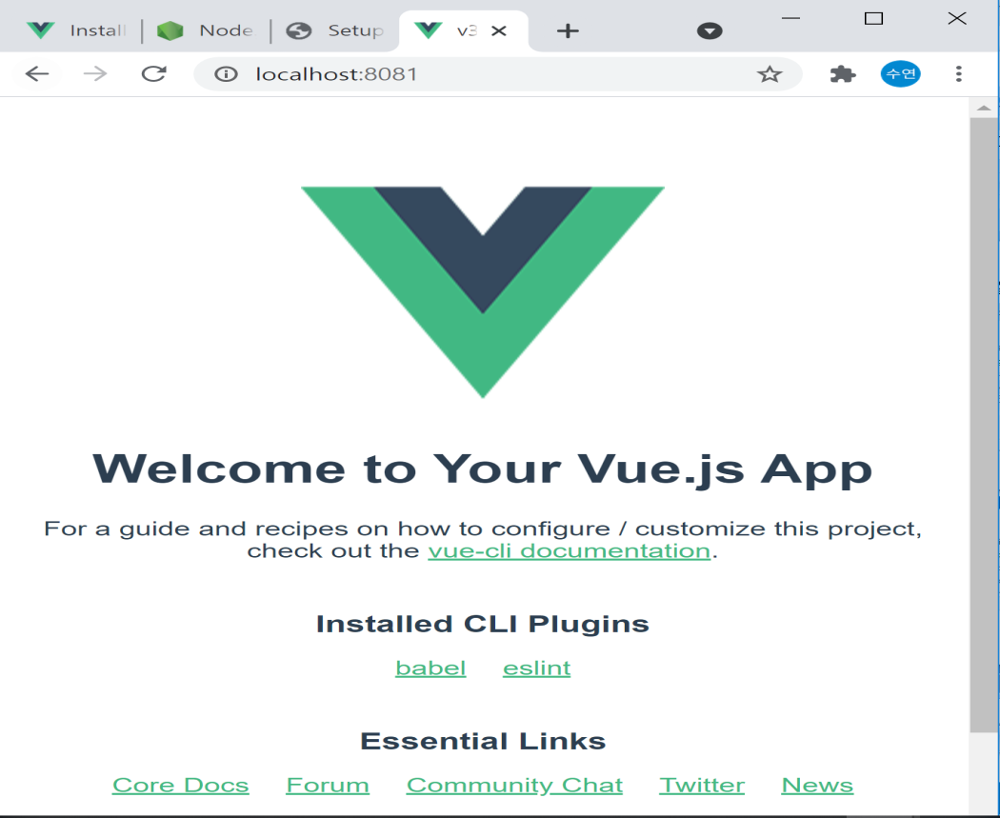 Install
Node
Setup
v3
localhost:8081
수연
Welcome to Your Vue.js App
For a guide and recipes on how to configure / customize this project,
check out the vue-cli documentation.
Installed CLI Plugins
babel eslint
Essential Links
Core Docs Forum Community Chat Twitter News